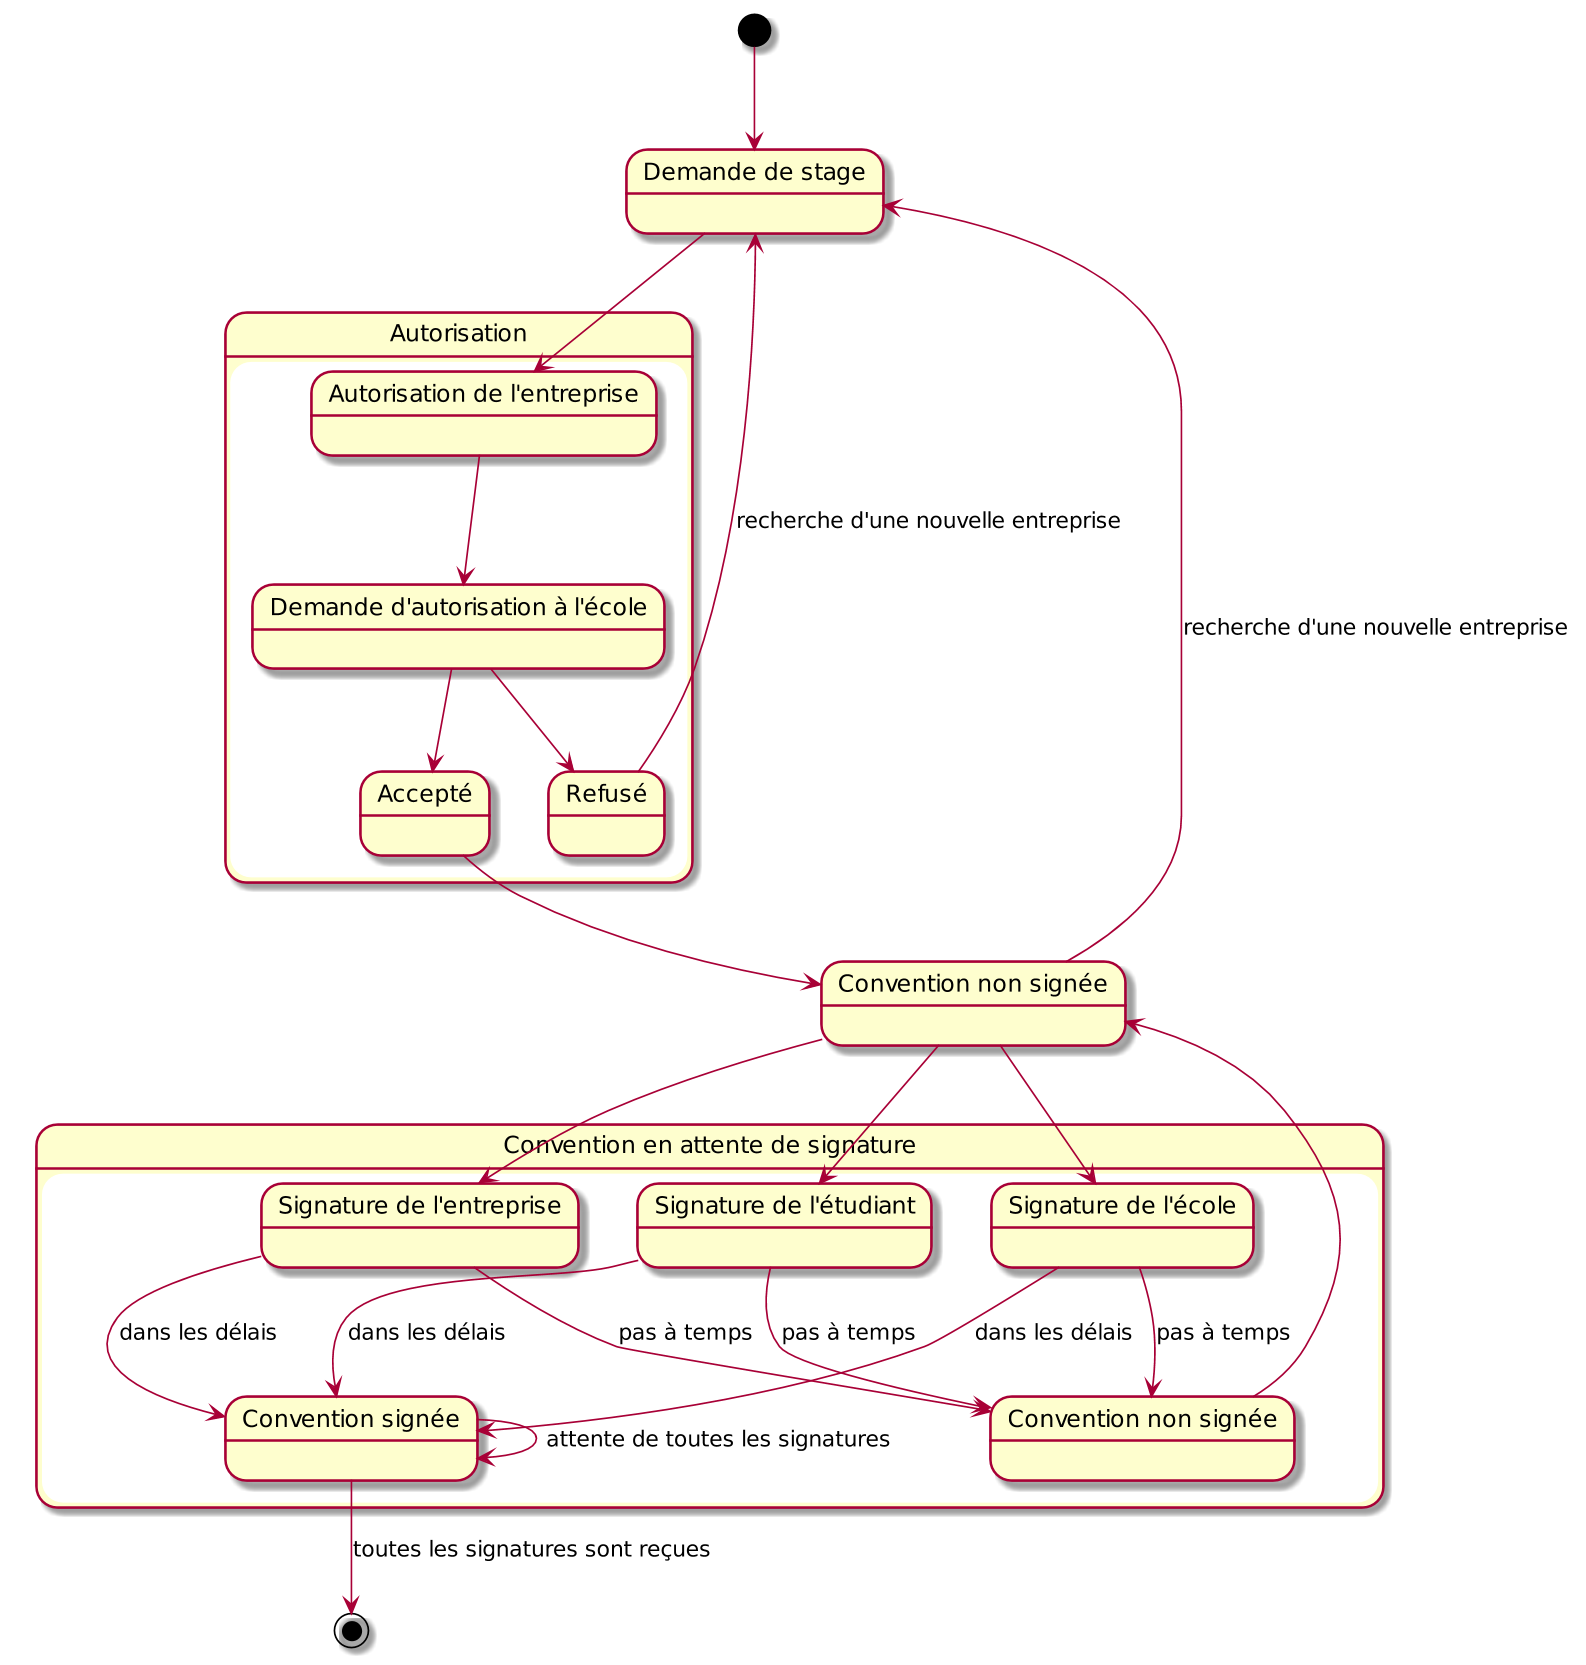 Demande de stage
Autorisation
Autorisation de l'entreprise
recherche d'une nouvelle entreprise
Demande d'autorisation à l'école
recherche d'une nouvelle entreprise
Accepté
Refusé
Convention non signée
Convention en attente de signature
Signature de l'entreprise
Signature de l'étudiant
Signature de l'école
dans les délais
dans les délais
pas à temps
pas à temps
dans les délais
pas à temps
Convention signée
attente de toutes les signatures
Convention non signée
toutes les signatures sont reçues